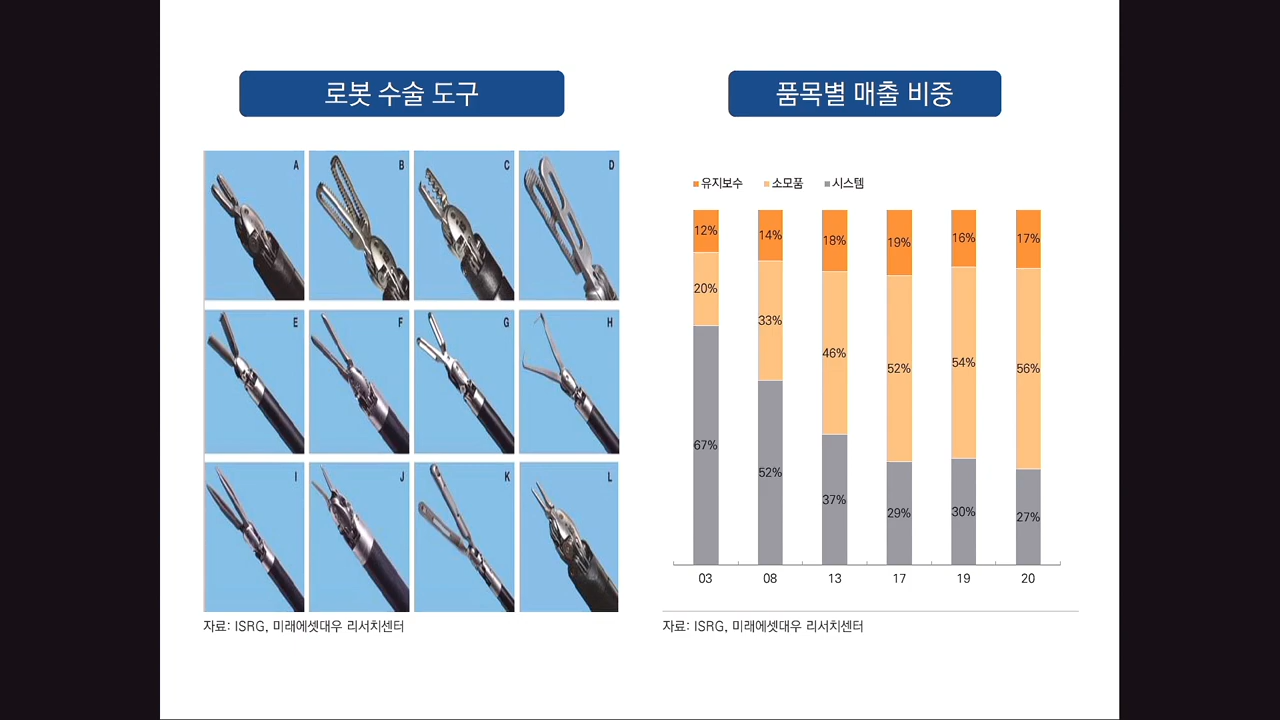 로봇 수술 도구
품목별 매출 비중
A
B
C
D
E
F
G
H
I
J
K
L
자료: ISRG, 미래에셋대우 리서치센터
유지보수 소모품 시스템
12% 14% 18% 19% 16% 17%
20% 33% 46% 52% 54% 56%
67% 52% 37% 29% 30% 27%
03 08 13 17 19 20
자료: ISRG, 미래에셋대우 리서치센터